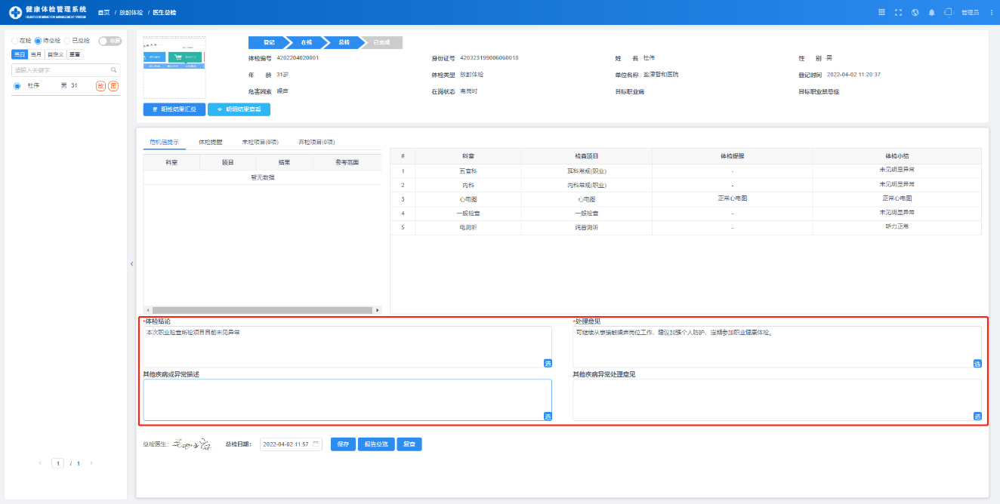 健康体检管理系统
首页 / 放射体检 / 医生总检
管理员
在检 待总检 已总检
当日 当月 自定义 重置
请输入关键字
杜伟 男 31 放 团
1 / 1
登记 在检 总检 已完成
体检编号 4202204020001 身份证号 420323199006060018 姓 名 杜伟 性 别 男
年 龄 31岁 体检类型 放射体检 单位名称 登记时间 2022-04-02 11:20:37
危害因素 噪声 在岗状态 离岗时 目标职业病 目标职业禁忌症
阳性结果汇总 明细结果查看
危机值提示 体检提醒 未检项目(0项) 弃检项目(0项)
科室 项目 结果 参考范围
暂无数据
# 科室 检查项目 体检提醒 体检小结
1 五官科 耳科常规(职业) - 未见明显异常
2 内科 内科常规(职业) - 未见明显异常
3 心电图 心电图 正常心电图 正常心电图
4 一般检查 一般检查 - 未见明显异常
5 电测听 纯音测听 - 听力正常
*体检结论
本次职业检查所检项目目前未见异常
选
*处理意见
可继续从事接触噪声岗位工作，建议加强个人防护，定期参加职业健康体检。
选
其他疾病或异常描述
选
其他疾病异常处理意见
选
总检医生: 总检日期: 2022-04-02 11:57 保存 报告总览 复查